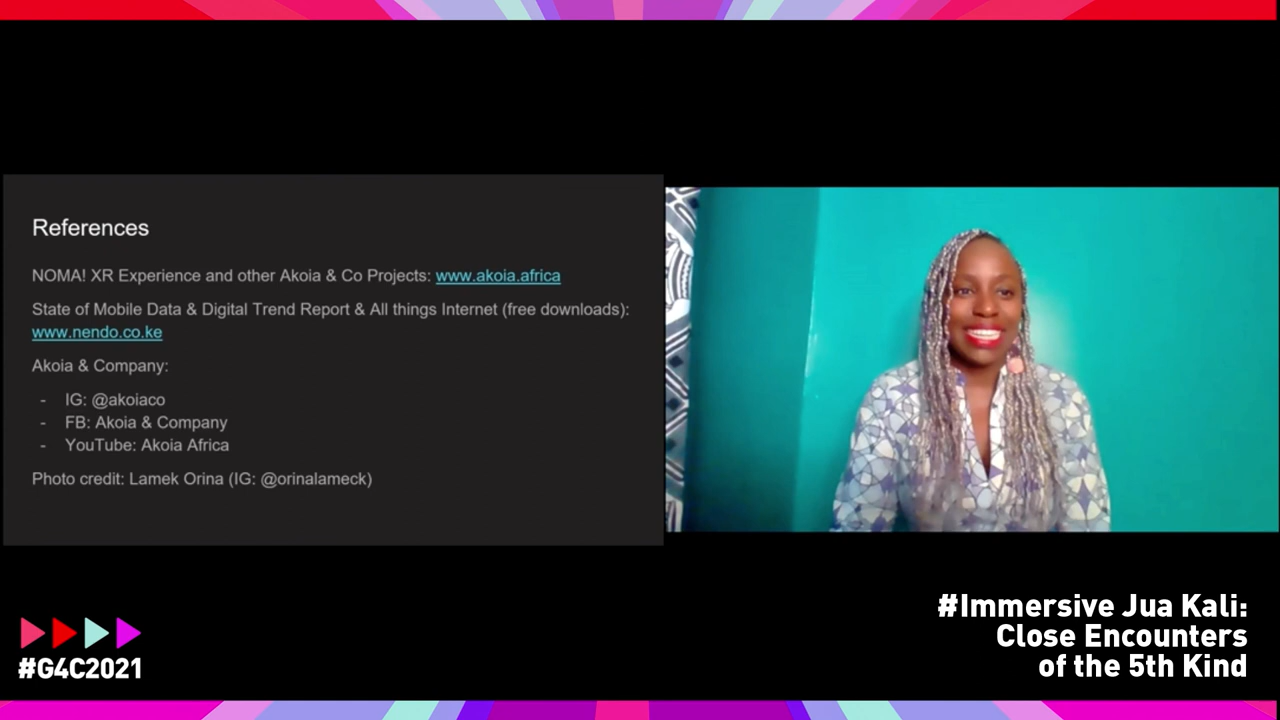 References
NOMA! XR Experience and other Akoia & Co Projects: www.akoia.africa
State of Mobile Data & Digital Trend Report & All things Internet (free downloads):
www.nendo.co.ke
Akoia & Company:
- IG: @akoiaco
- FB: Akoia & Company
- YouTube: Akoia Africa
Photo credit: Lamek Orina (IG: @orinalameck)
#G4C2021
#Immersive Jua Kali:
Close Encounters
of the 5th Kind